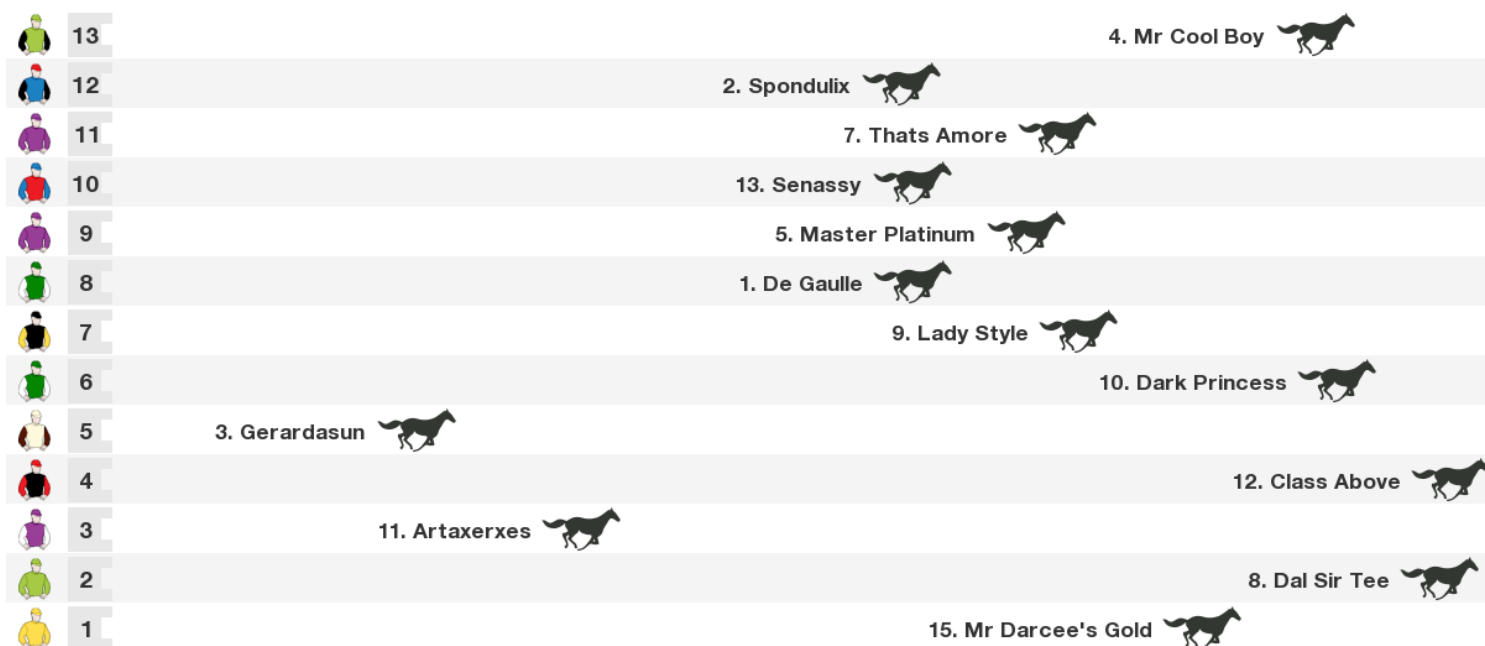 13 4. Mr Cool Boy
12 2. Spondulix
11 7. Thats Amore
10 13. Senassy
9 5. Master Platinum
8 1. De Gaulle
7 9. Lady Style
6 10. Dark Princess
5 3. Gerardasun
4 12. Class Above
3 11. Artaxerxes
2 8. Dal Sir Tee
1 15. Mr Darcee's Gold